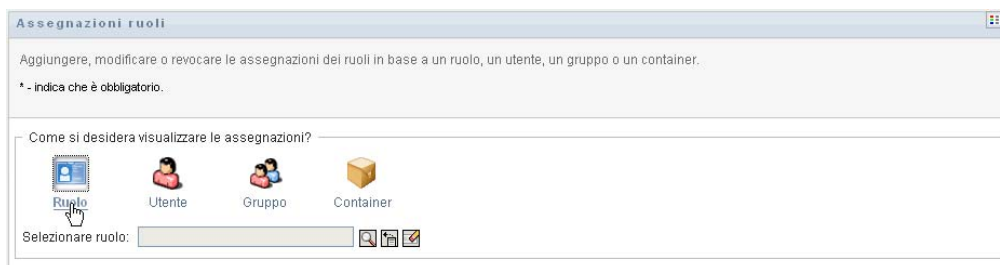 Assegnazioni ruoli
Aggiungere, modificare o revocare le assegnazioni dei ruoli in base a un ruolo, un utente, un gruppo o un container.
* - indica che è obbligatorio.
Come si desidera visualizzare le assegnazioni?
Ruolo Utente Gruppo Container
Selezionare ruolo: